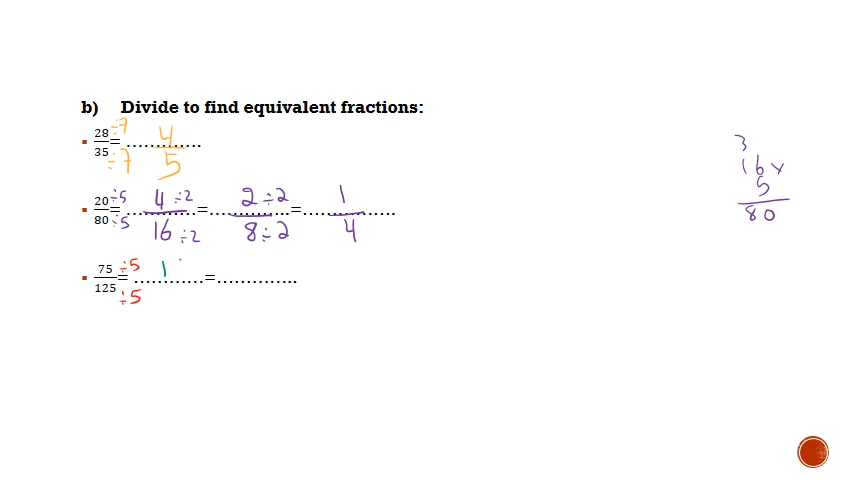 b) Divide to find equivalent fractions:
▪ 28/35 ÷7/÷7 = 4/5
3
16 x
5
80
▪ 20/80 ÷5/÷5 = 4÷2/16÷2 = 2÷2/8÷2 = 1/4
▪ 75/125 ÷5/÷5 = 1 ............ = ..............